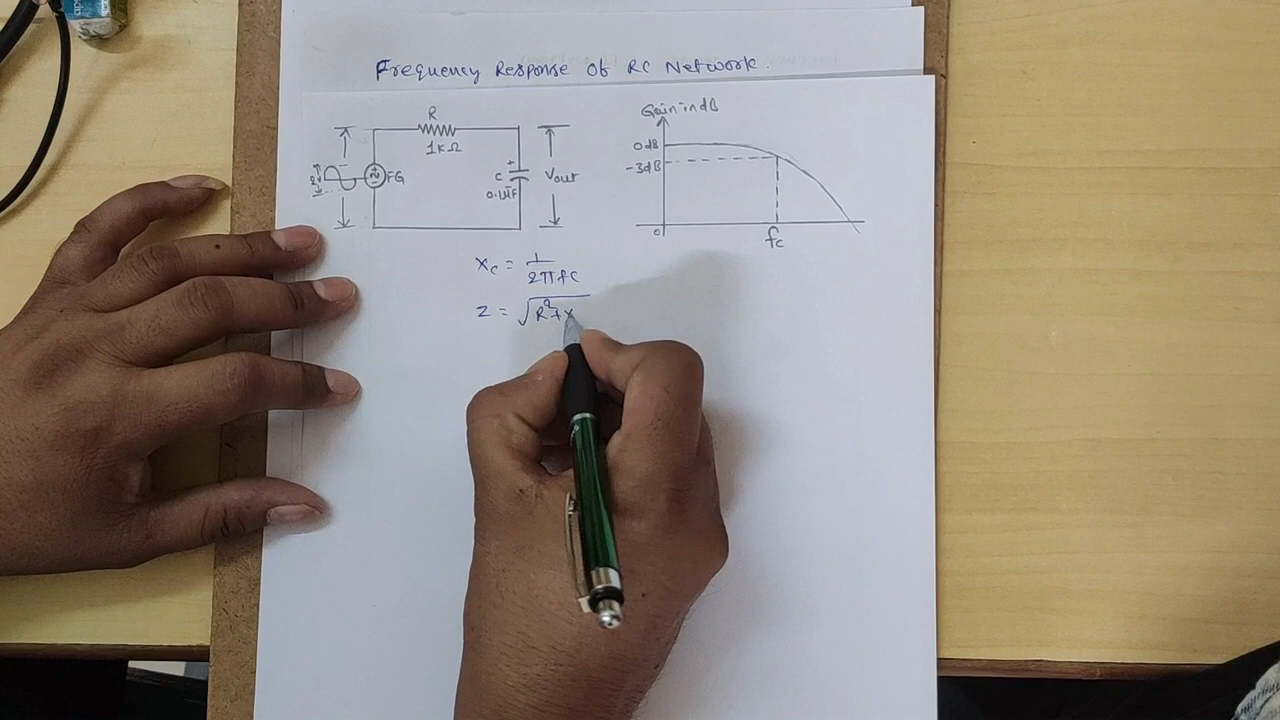 Frequency Response of RC Network.
R
1kΩ
FG
C
0.1μF
Vout
Gain in dB
0dB
-3dB
0
fc
Xc = 1/2πfc
Z = √R²+X